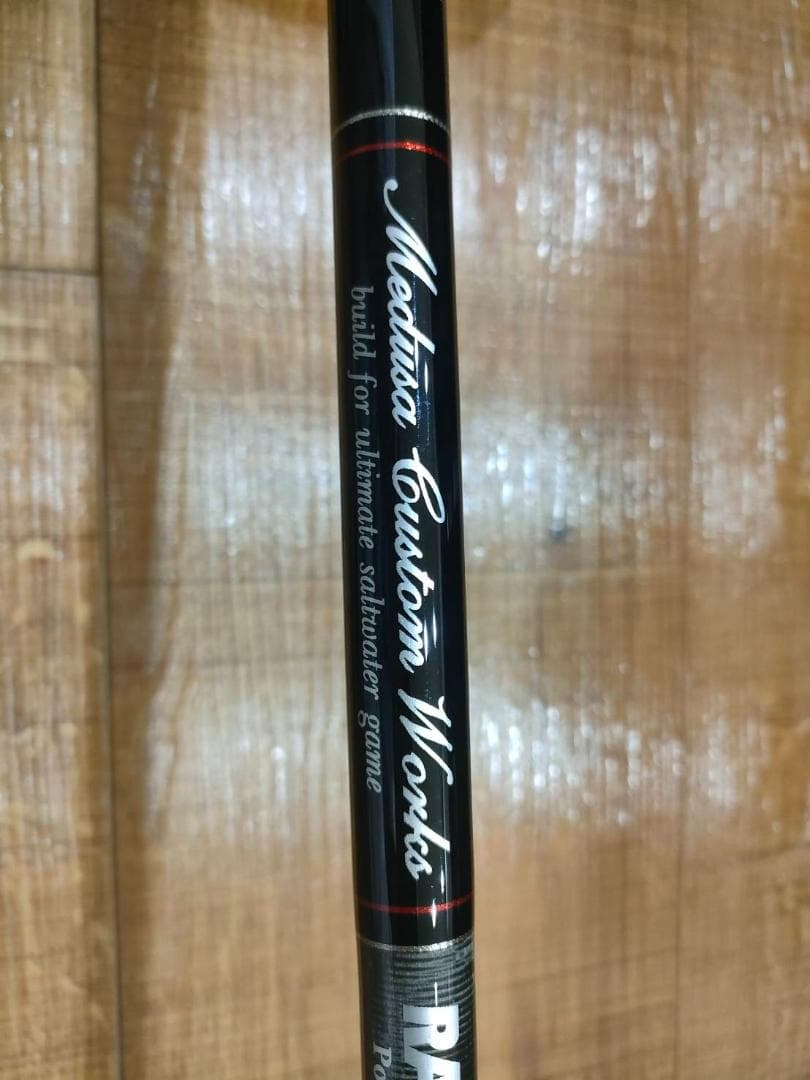 Medusa Custom Works
build for ultimate saltwater game